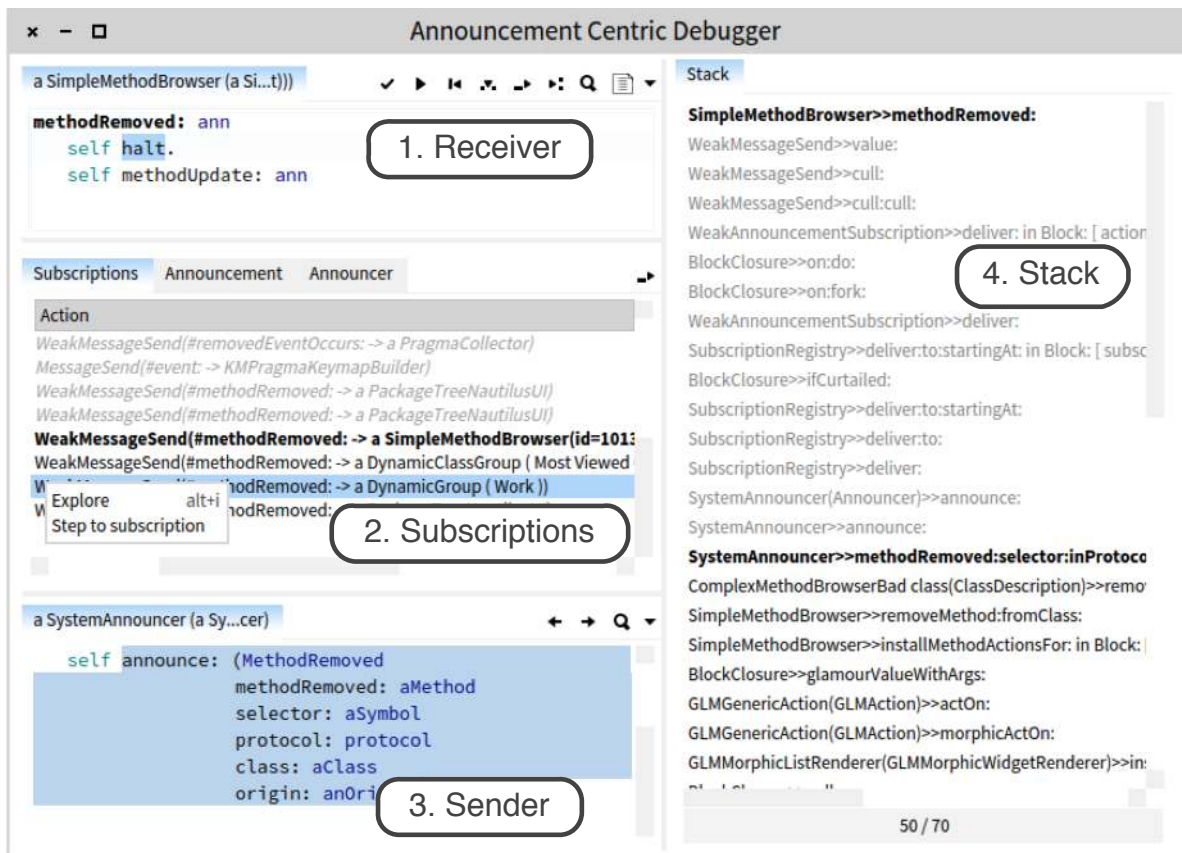 Announcement Centric Debugger
a SimpleMethodBrowser (a Si...t)))
methodRemoved: ann
self halt.
self methodUpdate: ann
1. Receiver
Subscriptions Announcement Announcer
Action
WeakMessageSend(#removedEventOccurs: -> a PragmaCollector)
MessageSend(#event: -> KMPragmaKeymapBuilder)
WeakMessageSend(#methodRemoved: -> a PackageTreeNautilusUI)
WeakMessageSend(#methodRemoved: -> a PackageTreeNautilusUI)
WeakMessageSend(#methodRemoved: -> a SimpleMethodBrowser(id=1013
WeakMessageSend(#methodRemoved: -> a DynamicClassGroup ( Most Viewed
hodRemoved: -> a DynamicGroup ( Work ))
hodRemoved:
Explore alt+i
Step to subscription
2. Subscriptions
a SystemAnnouncer (a Sy...cer)
self announce: (MethodRemoved
methodRemoved: aMethod
selector: aSymbol
protocol: protocol
class: aClass
origin: anOri
3. Sender
Stack
SimpleMethodBrowser>>methodRemoved:
WeakMessageSend>>value:
WeakMessageSend>>cull:
WeakMessageSend>>cull:cull:
WeakAnnouncementSubscription>>deliver: in Block: [ action
BlockClosure>>on:do:
BlockClosure>>on:fork:
WeakAnnouncementSubscription>>deliver:
SubscriptionRegistry>>deliver:to:startingAt: in Block: [ subsc
BlockClosure>>ifCurtailed:
SubscriptionRegistry>>deliver:to:startingAt:
SubscriptionRegistry>>deliver:to:
SubscriptionRegistry>>deliver:
SystemAnnouncer(Announcer)>>announce:
SystemAnnouncer>>announce:
SystemAnnouncer>>methodRemoved:selector:inProtoco
ComplexMethodBrowserBad class(ClassDescription)>>remo
SimpleMethodBrowser>>removeMethod:fromClass:
SimpleMethodBrowser>>installMethodActionsFor: in Block: [
BlockClosure>>glamourValueWithArgs:
GLMGenericAction(GLMAction)>>actOn:
GLMGenericAction(GLMAction)>>morphicActOn:
GLMMorphicListRenderer(GLMMorphicWidgetRenderer)>>ins
4. Stack
50 / 70